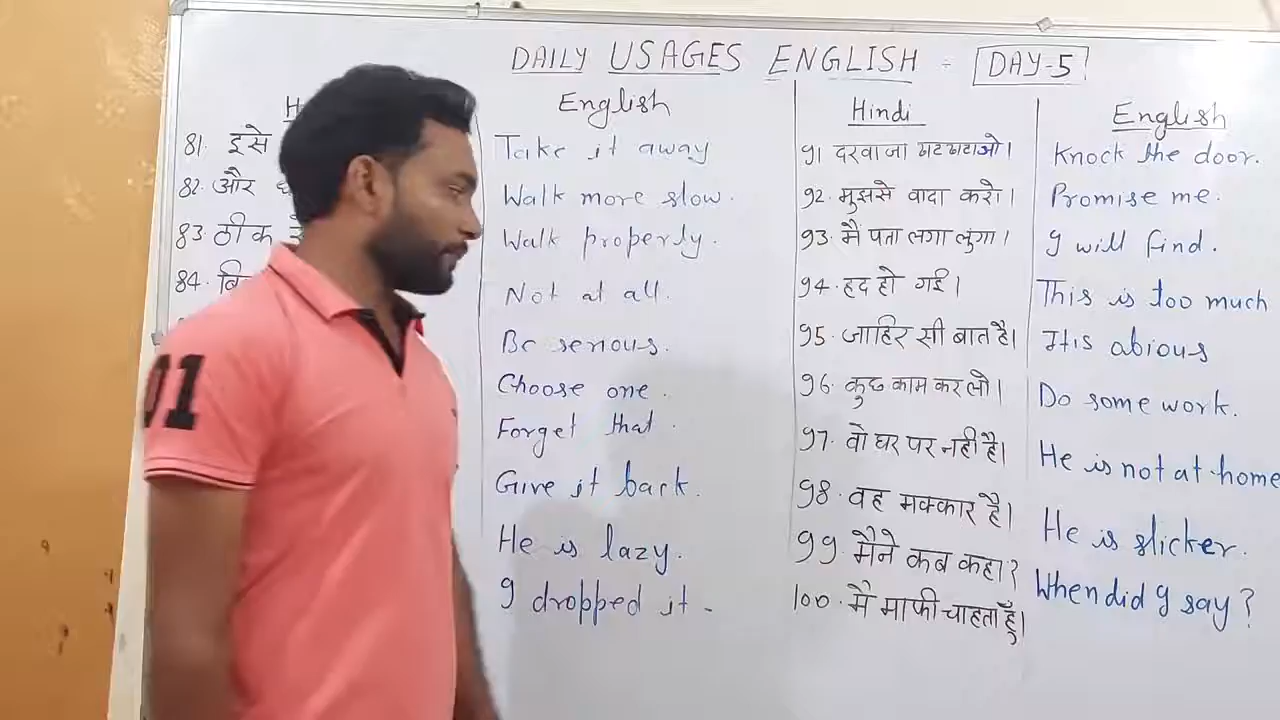 DAILY USAGES ENGLISH :- DAY-5
English Hindi English
81. इसे Take it away 91 दरवाजा खटखटाओ। Knock the door.
82. और Walk more slow. 92. मुझसे वादा करो। Promise me.
83. ठीक Walk properly. 93. मैं पता लगा लुंगा। I will find.
84. Not at all. 94. हद हो गई। This is too much
Be serious. 95. जाहिर सी बात है। It is abious
Choose one. 96. कुछ काम कर लो। Do some work.
Forget that. 97. वो घर पर नही है। He is not at home
Give it back. 98. वह मक्कार है। He is slicker.
He is lazy. 99. मैने कब कहा? When did I say?
I dropped it - 100. मै माफी चाहता हूँ।
01